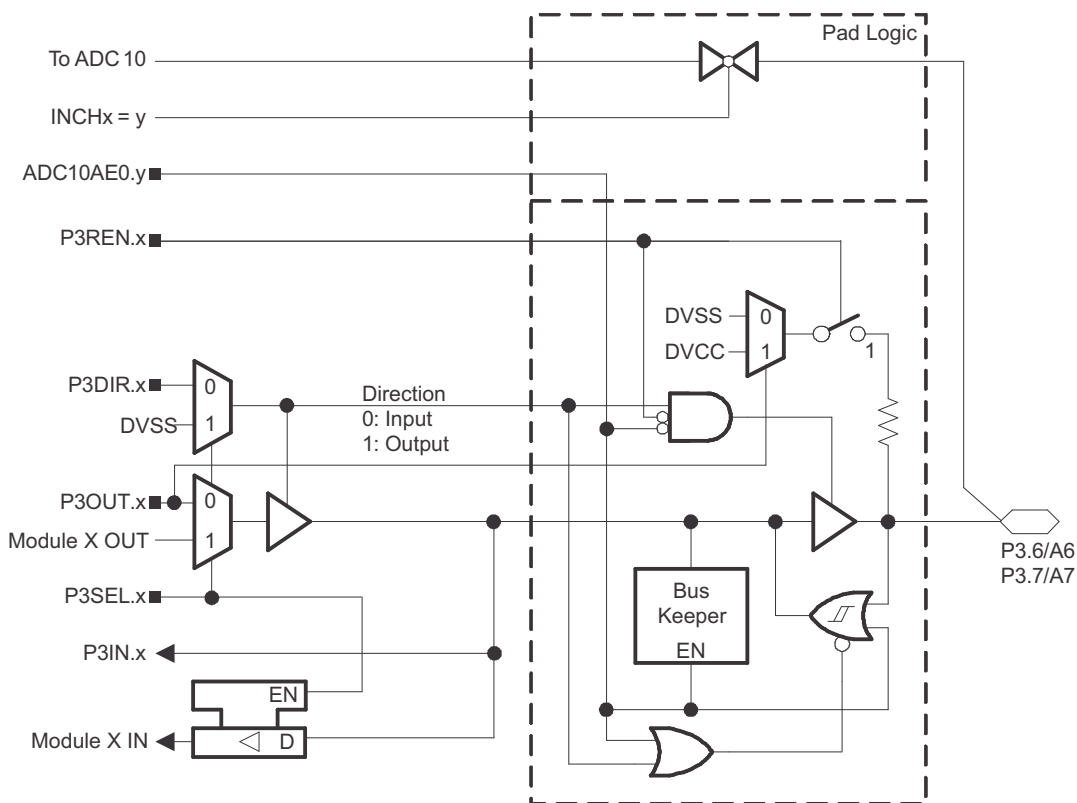 Pad Logic
To ADC 10
INCHx = y
ADC10AE0.y
P3REN.x
DVSS
0
DVCC
1
1
P3DIR.x
0
DVSS
1
Direction
0: Input
1: Output
P3OUT.x
0
Module X OUT
1
P3SEL.x
Bus
Keeper
EN
P3.6/A6
P3.7/A7
P3IN.x
EN
Module X IN
D